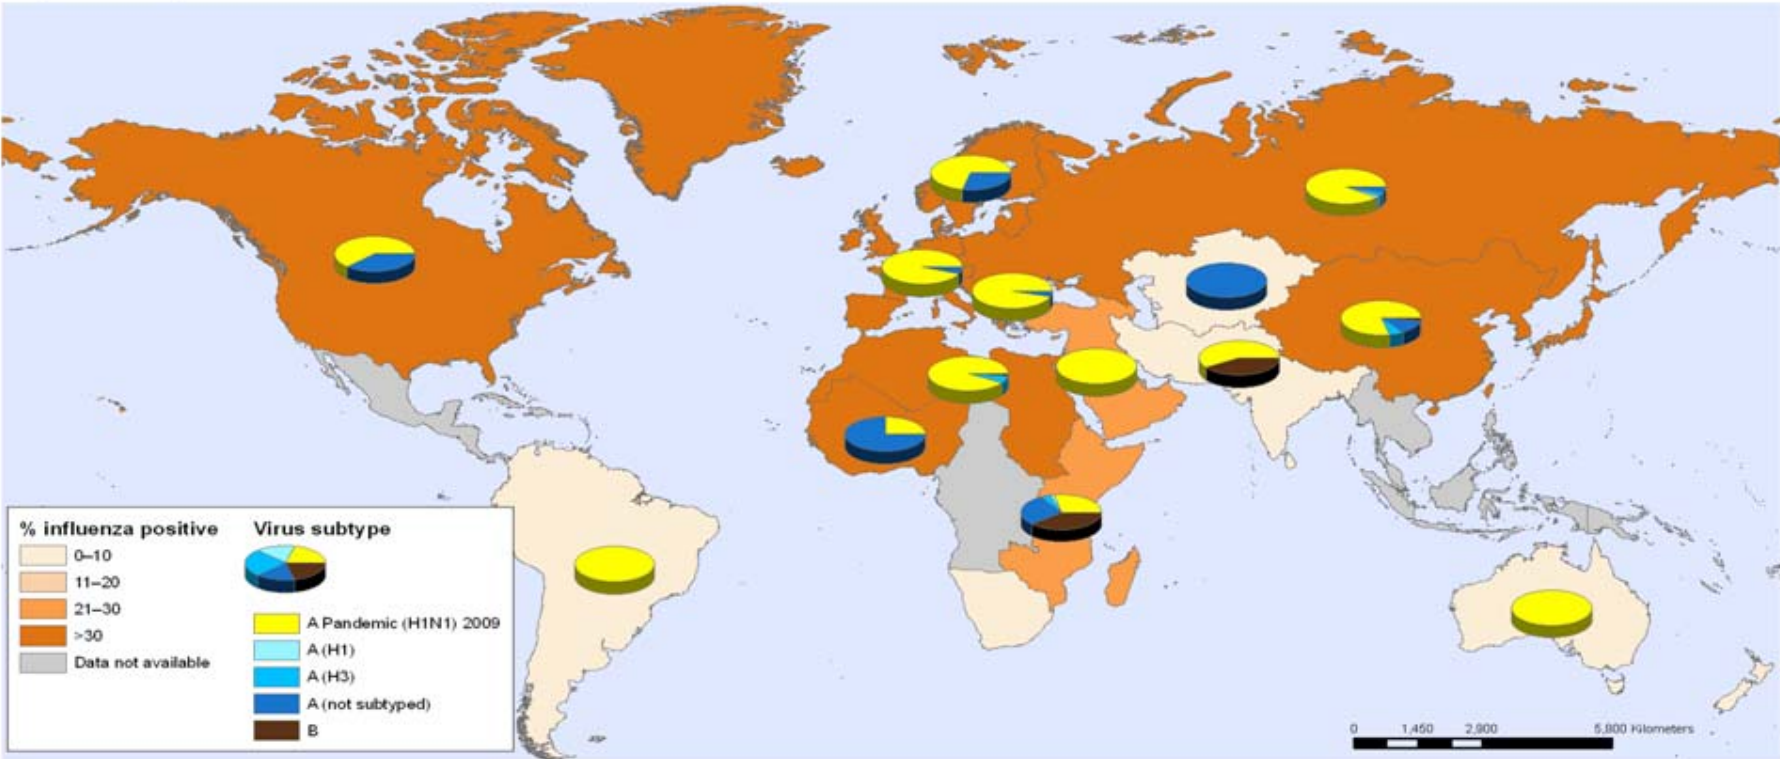 % influenza positive
0–10
11–20
21–30
>30
Data not available
Virus subtype
A Pandemic (H1N1) 2009
A (H1)
A (H3)
A (not subtyped)
B
0 1,450 2,900 5,800 Kilometers